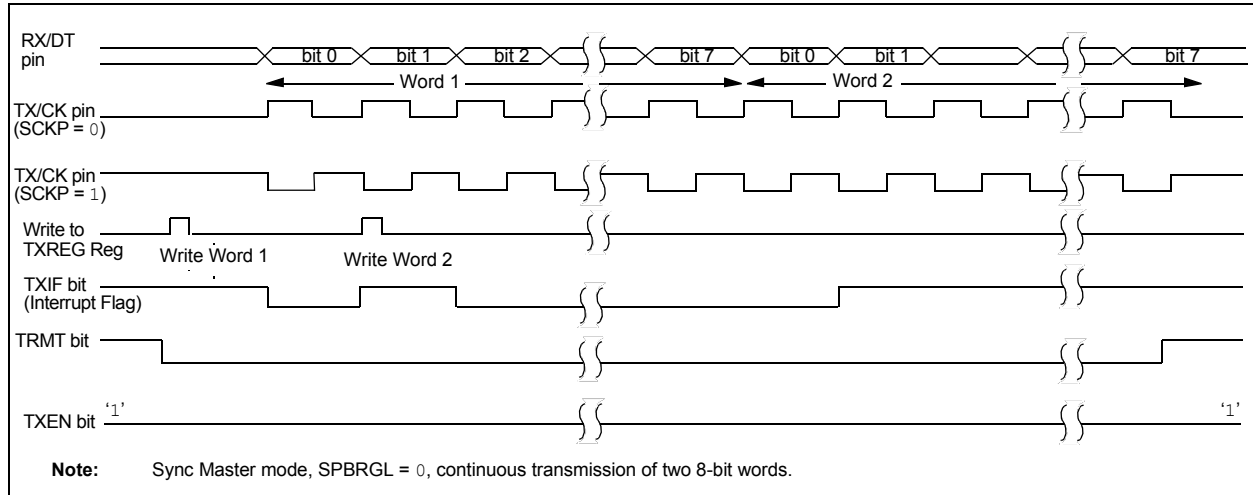 RX/DT
pin
bit 0 bit 1 bit 2 bit 7 bit 0 bit 1 bit 7
Word 1 Word 2
TX/CK pin
(SCKP = 0)
TX/CK pin
(SCKP = 1)
Write to
TXREG Reg
Write Word 1 Write Word 2
TXIF bit
(Interrupt Flag)
TRMT bit
TXEN bit ‘1’ ‘1’
Note: Sync Master mode, SPBRGL = 0, continuous transmission of two 8-bit words.